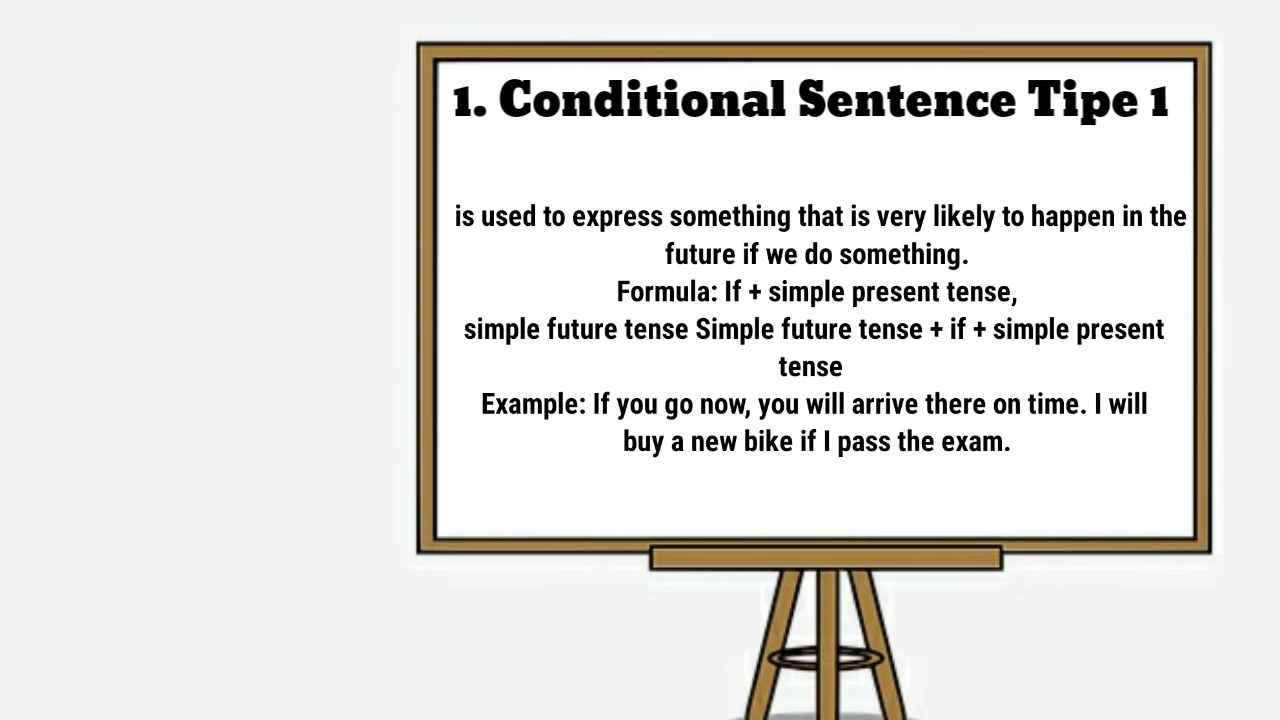 1. Conditional Sentence Tipe 1
is used to express something that is very likely to happen in the
future if we do something.
Formula: If + simple present tense,
simple future tense Simple future tense + if + simple present
tense
Example: If you go now, you will arrive there on time. I will
buy a new bike if I pass the exam.